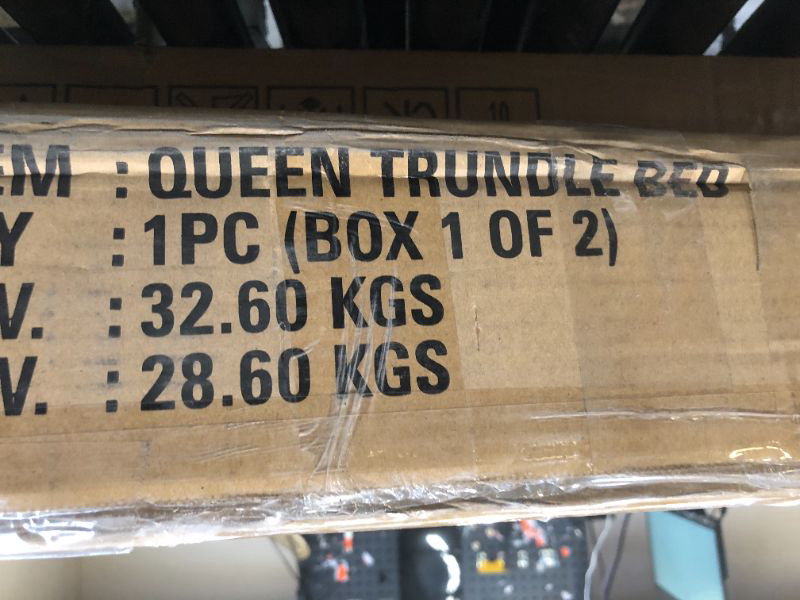 EM : QUEEN TRUNDLE BED
Y : 1PC (BOX 1 OF 2)
W. : 32.60 KGS
W. : 28.60 KGS